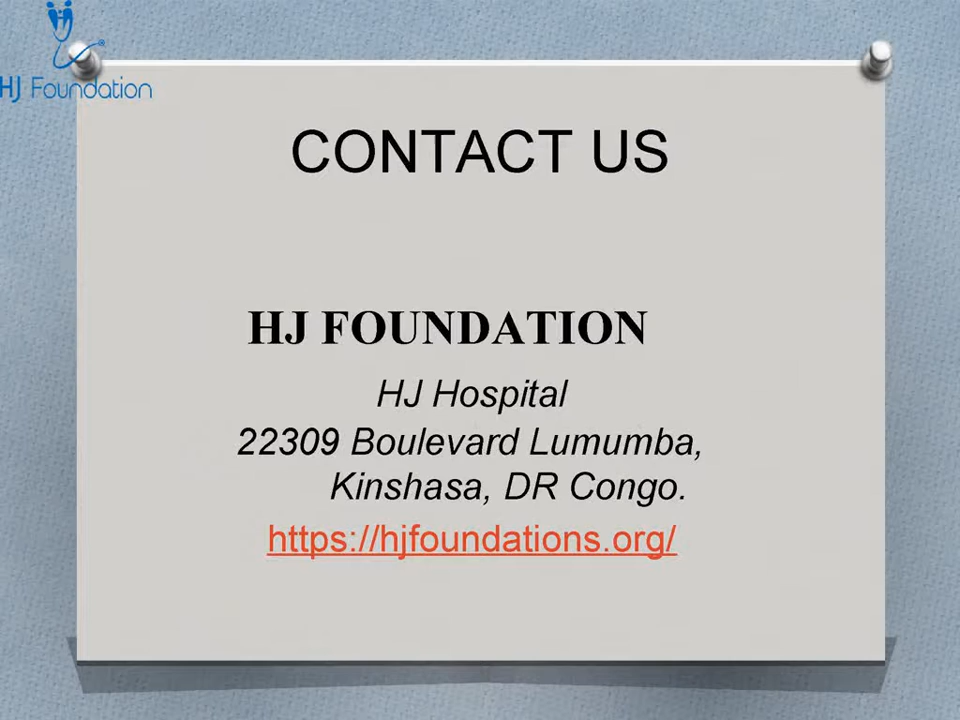 HJ Foundation
CONTACT US
HJ FOUNDATION
HJ Hospital
22309 Boulevard Lumumba,
Kinshasa, DR Congo.
https://hjfoundations.org/